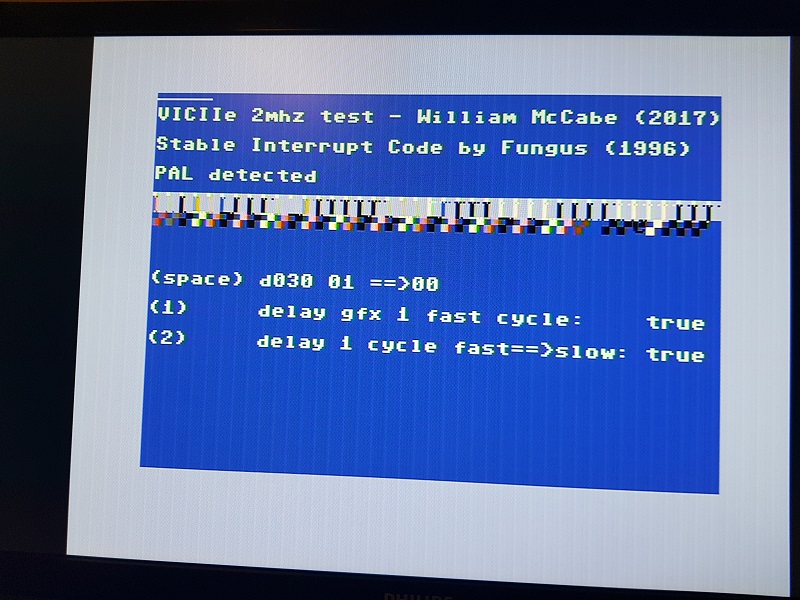 VICIIe 2mhz test - William McCabe (2017)
Stable Interrupt Code by Fungus (1996)
PAL detected
(space) d030 01 ==>00
(1) delay gfx 1 fast cycle: true
(2) delay 1 cycle fast==>slow: true
PHILIPS